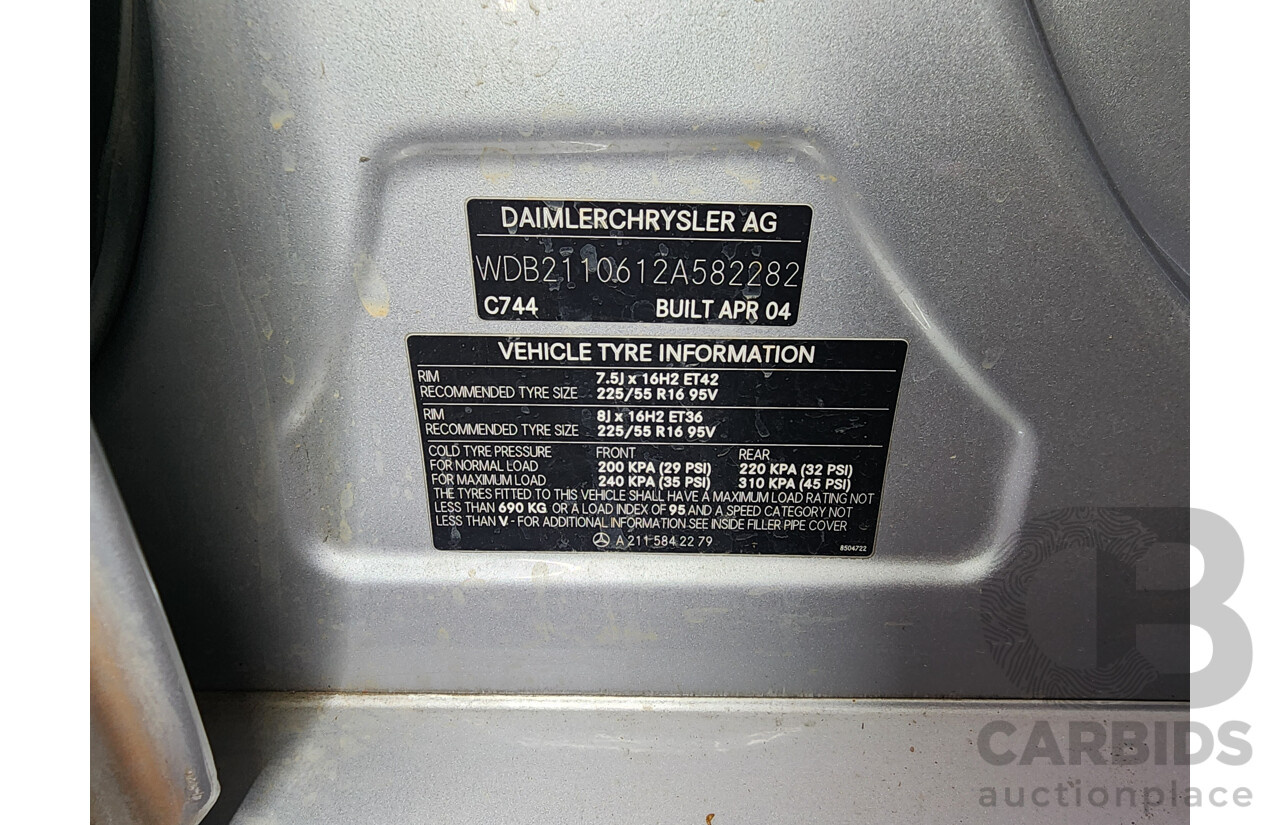 DAIMLERCHRYSLER AG
WDB2110612A582282
C744 BUILT APR 04
VEHICLE TYRE INFORMATION
RIM 7.5J x 16H2 ET42
RECOMMENDED TYRE SIZE 225/55 R16 95V
RIM 8J x 16H2 ET36
RECOMMENDED TYRE SIZE 225/55 R16 95V
COLD TYRE PRESSURE FRONT REAR
FOR NORMAL LOAD 200 KPA (29 PSI) 220 KPA (32 PSI)
FOR MAXIMUM LOAD 240 KPA (35 PSI) 310 KPA (45 PSI)
THE TYRES FITTED TO THIS VEHICLE SHALL HAVE A MAXIMUM LOAD RATING NOT
LESS THAN 690 KG OR A LOAD INDEX OF 95 AND A SPEED CATEGORY NOT
LESS THAN V - FOR ADDITIONAL INFORMATION SEE INSIDE FILLER PIPE COVER
A 211 584 22 79 8504722
CB
CARBIDS
auctionplace